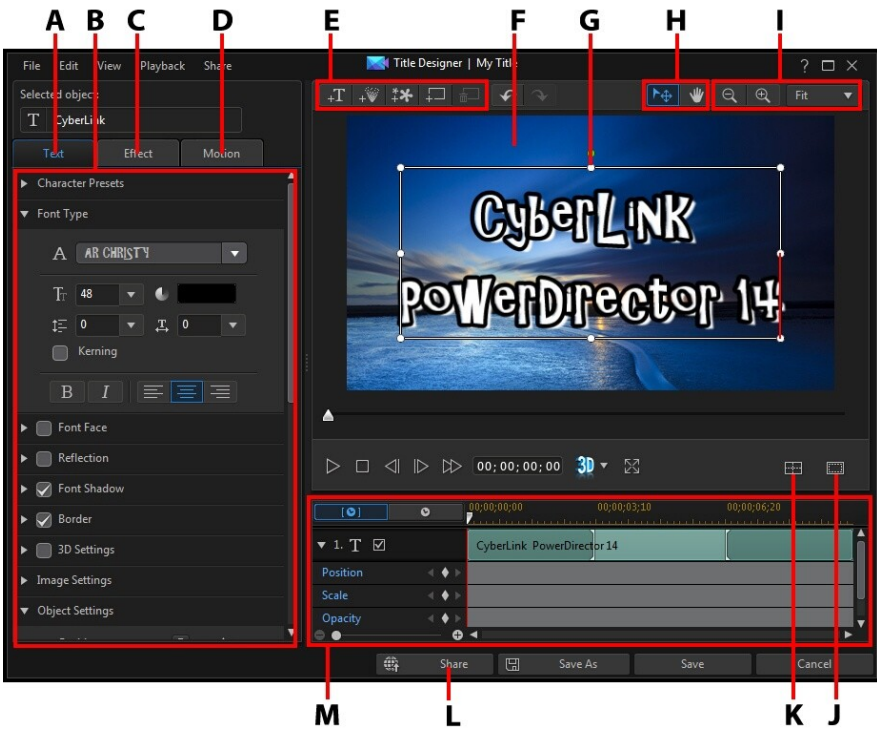 A B C D E F G H I
File Edit View Playback Share
Title Designer | My Title
? 
Selected object:
T CyberLink
+T
Fit
Text Effect Motion
Character Presets
Font Type
A AR CHRISTY
CyberLink
PowerDirector 14
TT 48
0 0
Kerning
B I
Font Face
Reflection
Font Shadow
Border
3D Settings
Image Settings
Object Settings
00;00;00;00 3D
00;00;00;00 00;00;03;10 00;00;06;20
1. T CyberLink PowerDirector 14
Position
Scale
Opacity
Share Save As Save Cancel
M L K J